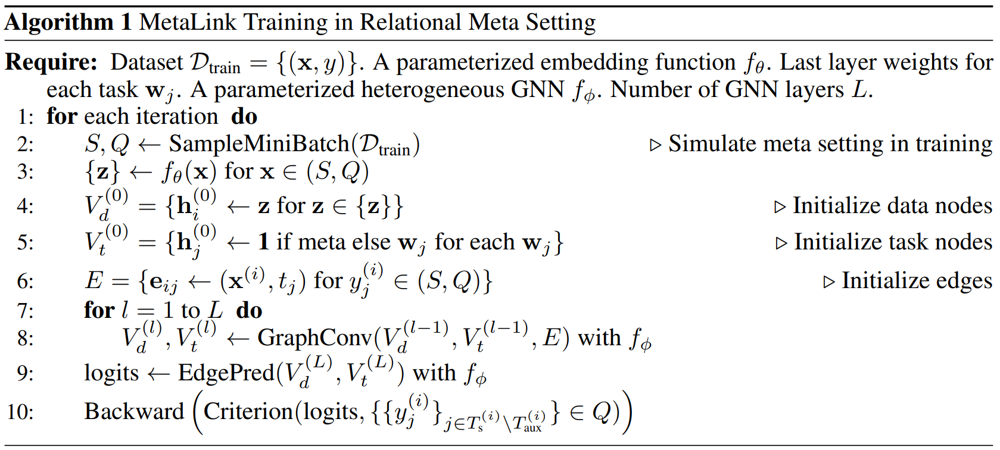 Algorithm 1 MetaLink Training in Relational Meta Setting
Require: Dataset $\mathcal{D}_{\text{train}} = \{(\mathbf{x}, y)\}$. A parameterized embedding function $f_\theta$. Last layer weights for
each task $\mathbf{w}_j$. A parameterized heterogeneous GNN $f_\phi$. Number of GNN layers $L$.
1: for each iteration do
2: $S, Q \leftarrow \text{SampleMiniBatch}(\mathcal{D}_{\text{train}})$ ▷ Simulate meta setting in training
3: $\{\mathbf{z}\} \leftarrow f_\theta(\mathbf{x})$ for $\mathbf{x} \in (S, Q)$
4: $V_d^{(0)} = \{\mathbf{h}_i^{(0)} \leftarrow \mathbf{z} \text{ for } \mathbf{z} \in \{\mathbf{z}\}\}$ ▷ Initialize data nodes
5: $V_t^{(0)} = \{\mathbf{h}_j^{(0)} \leftarrow \mathbf{1} \text{ if meta else } \mathbf{w}_j \text{ for each } \mathbf{w}_j\}$ ▷ Initialize task nodes
6: $E = \{\mathbf{e}_{ij} \leftarrow (\mathbf{x}^{(i)}, t_j) \text{ for } y_j^{(i)} \in (S, Q)\}$ ▷ Initialize edges
7: for $l = 1$ to $L$ do
8: $V_d^{(l)}, V_t^{(l)} \leftarrow \text{GraphConv}(V_d^{(l-1)}, V_t^{(l-1)}, E)$ with $f_\phi$
9: logits $\leftarrow \text{EdgePred}(V_d^{(L)}, V_t^{(L)})$ with $f_\phi$
10: Backward $\left(\text{Criterion}(\text{logits}, \{\{y_j^{(i)}\}_{j \in T_{\text{s}}^{(i)} \setminus T_{\text{aux}}^{(i)}}\} \in Q)\right)$